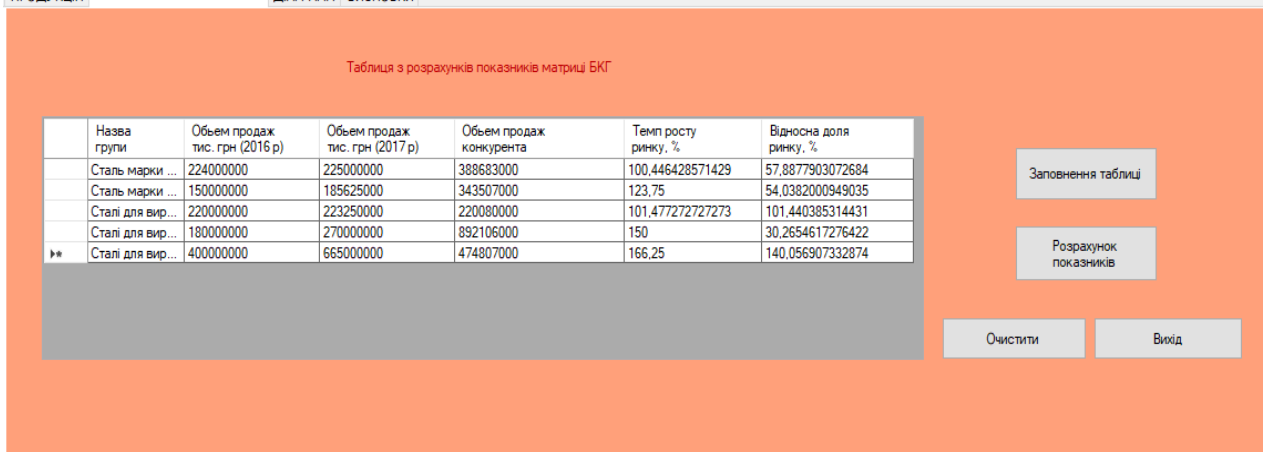 Таблиця з розрахунків показників матриці БКГ
Назва групи Обьем продаж тис. грн (2016 р) Обьем продаж тис. грн (2017 р) Обьем продаж конкурента Темп росту ринку, % Відносна доля ринку, %
Сталь марки ... 224000000 225000000 388683000 100,446428571429 57,8877903072684
Сталь марки ... 150000000 185625000 343507000 123,75 54,0382000949035
Сталі для вир... 220000000 223250000 220080000 101,477272727273 101,440385314431
Сталі для вир... 180000000 270000000 892106000 150 30,2654617276422
Сталі для вир... 400000000 665000000 474807000 166,25 140,056907332874
Заповнення таблиці
Розрахунок
показників
Очистити
Вихід